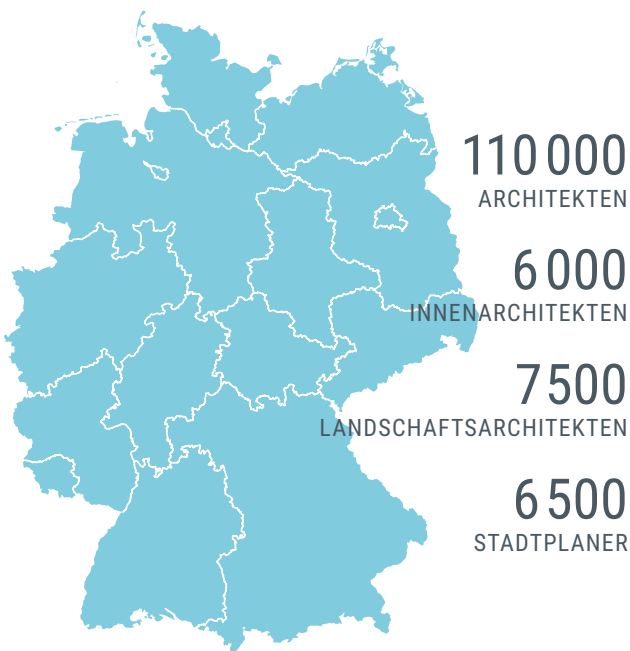 110 000
ARCHITEKTEN
6 000
INNENARCHITEKTEN
7 500
LANDSCHAFTSARCHITEKTEN
6 500
STADTPLANER